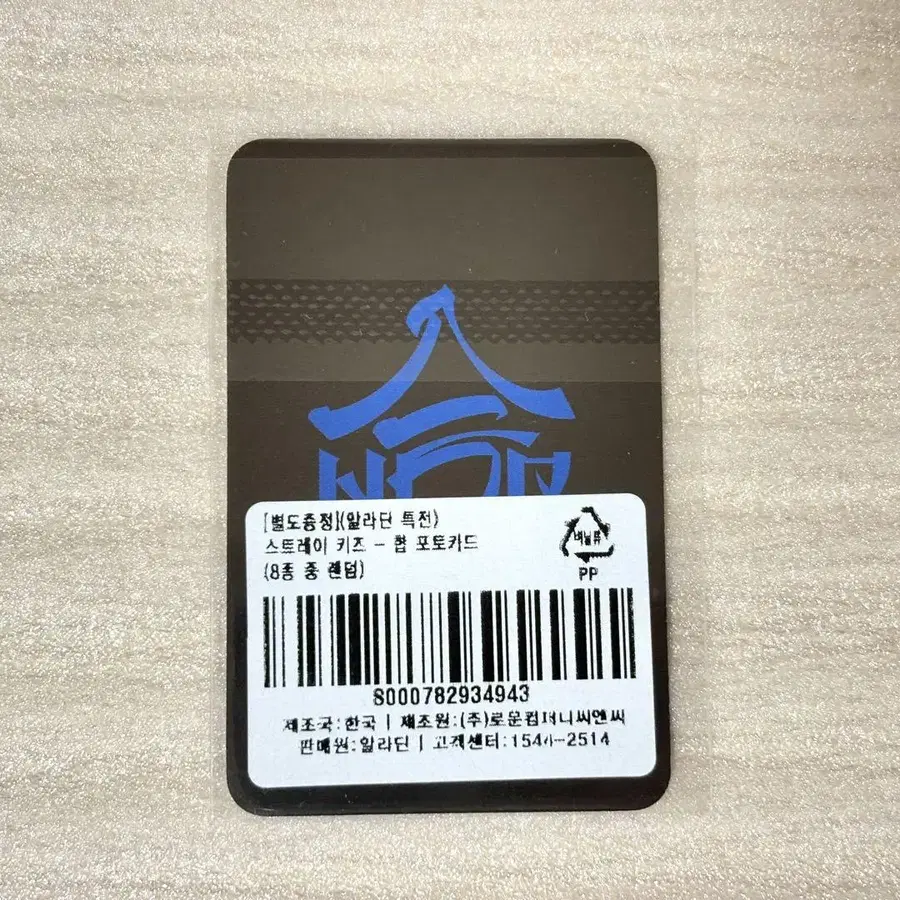 [별도증정](알라딘 특전)
스트레이 키즈 - 합 포토카드
(8종 중 랜덤)
비닐류
PP
S000782934943
제조국:한국 | 제조원:(주)로운컴퍼니씨앤씨
판매원:알라딘 | 고객센터:1544-2514